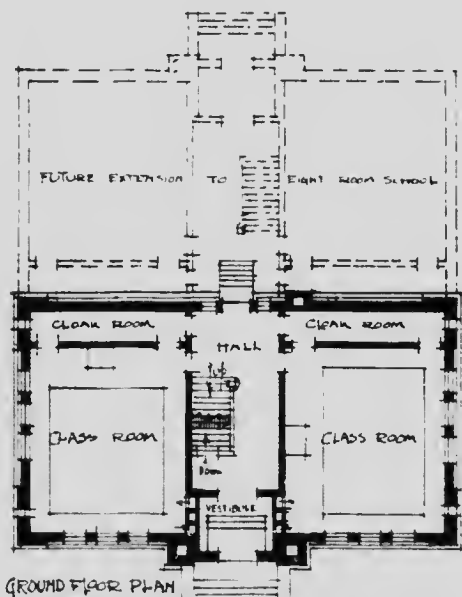 FUTURE EXTENSION TO EIGHT ROOM SCHOOL
CLOAK ROOM
CLOAK ROOM
HALL
UP
CLASS ROOM
CLASS ROOM
DOWN
VESTIBULE
GROUND FLOOR PLAN